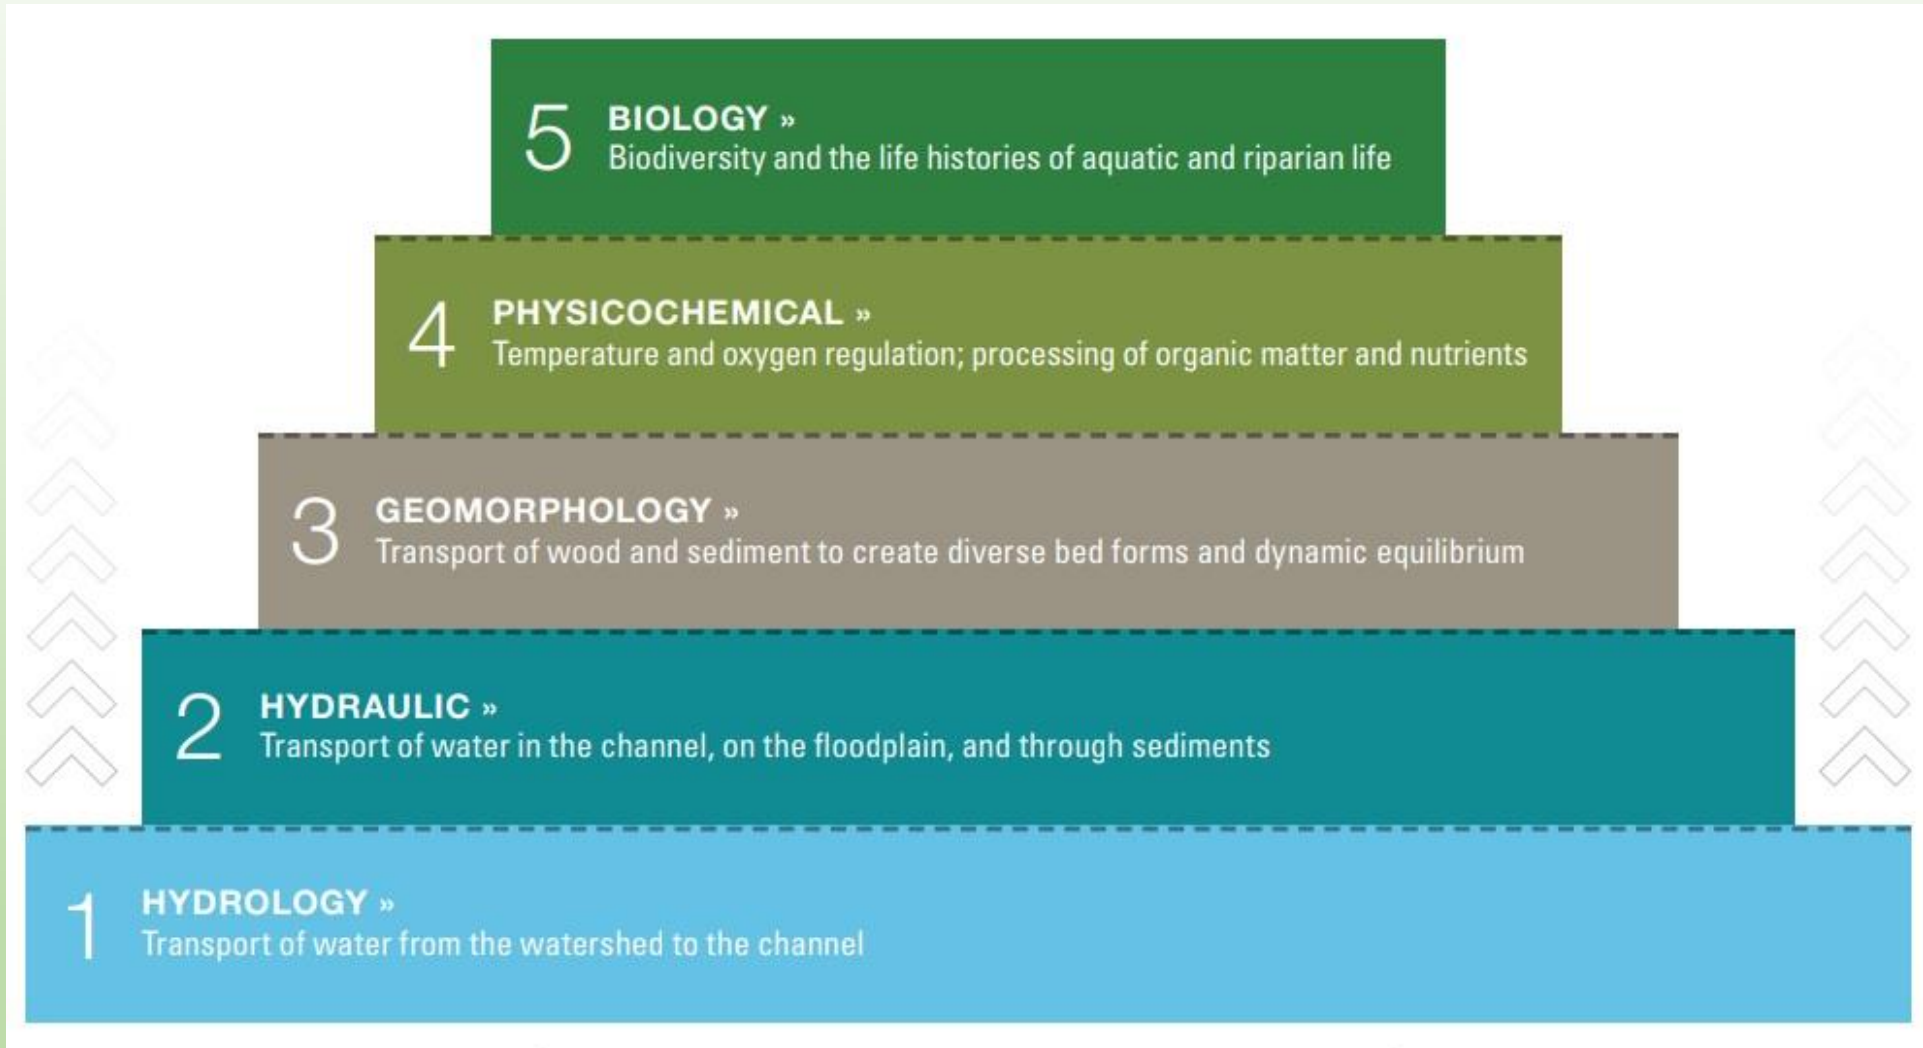 5
BIOLOGY »
Biodiversity and the life histories of aquatic and riparian life
4
PHYSICOCHEMICAL »
Temperature and oxygen regulation; processing of organic matter and nutrients
3
GEOMORPHOLOGY »
Transport of wood and sediment to create diverse bed forms and dynamic equilibrium
2
HYDRAULIC »
Transport of water in the channel, on the floodplain, and through sediments
1
HYDROLOGY »
Transport of water from the watershed to the channel